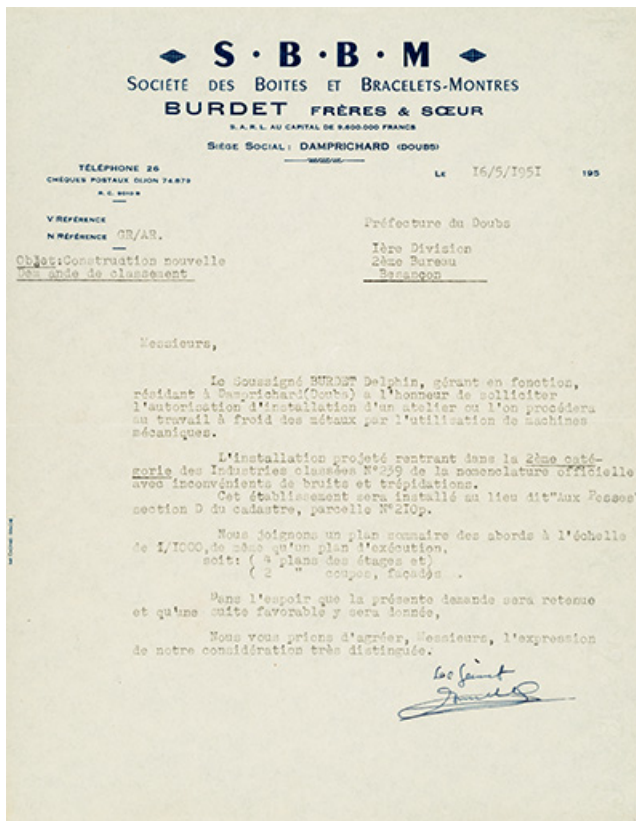 S·B·B·M
SOCIÉTÉ DES BOITES ET BRACELETS-MONTRES
BURDET FRÈRES & SŒUR
S.A.R.L. AU CAPITAL DE 9.600.000 FRANCS
SIÈGE SOCIAL : DAMPRICHARD (DOUBS)
TÉLÉPHONE 26
CHÈQUES POSTAUX DIJON 74.879
R. C.
LE 16/5/1951 195
V RÉFÉRENCE
N RÉFÉRENCE GR/AR.
Préfecture du Doubs
Ière Division
2ème Bureau
Besançon
Objet:Construction nouvelle
Demande de classement
Messieurs,
Le Soussigné BURDET Delphin, gérant en fonction,
résidant à Damprichard(Doubs) a l'honneur de solliciter
l'autorisation d'installation d'un atelier ou l'on procédera
au travail à froid des métaux par l'utilisation de machines
mécaniques.
L'installation projeté rentrant dans la 2ème caté-
gorie des Industries classées N°259 de la nomenclature officielle
avec inconvénients de bruits et trépidations.
Cet établissement sera installé au lieu dit"Aux Fosses"
section D du cadastre, parcelle N°210p.
Nous joignons un plan sommaire des abords à l'échelle
de I/I000,de même qu'un plan d'exécution,
soit: ( 4 plans des étages et)
( 2 " coupes, façades .
Dans l'espoir que la présente demande sera retenue
et qu'une suite favorable y sera donnée,
Nous vous prions d'agréer, Messieurs, l'expression
de notre considération très distinguée.